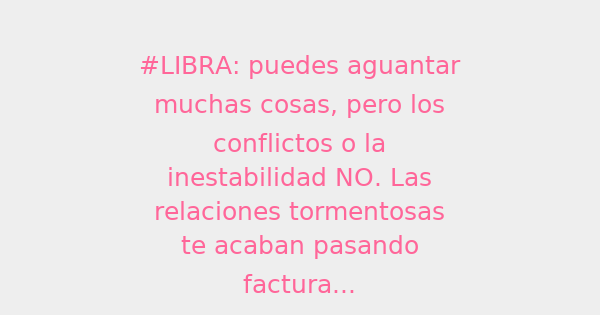 #LIBRA: puedes aguantar
muchas cosas, pero los
conflictos o la
inestabilidad NO. Las
relaciones tormentosas
te acaban pasando
factura...